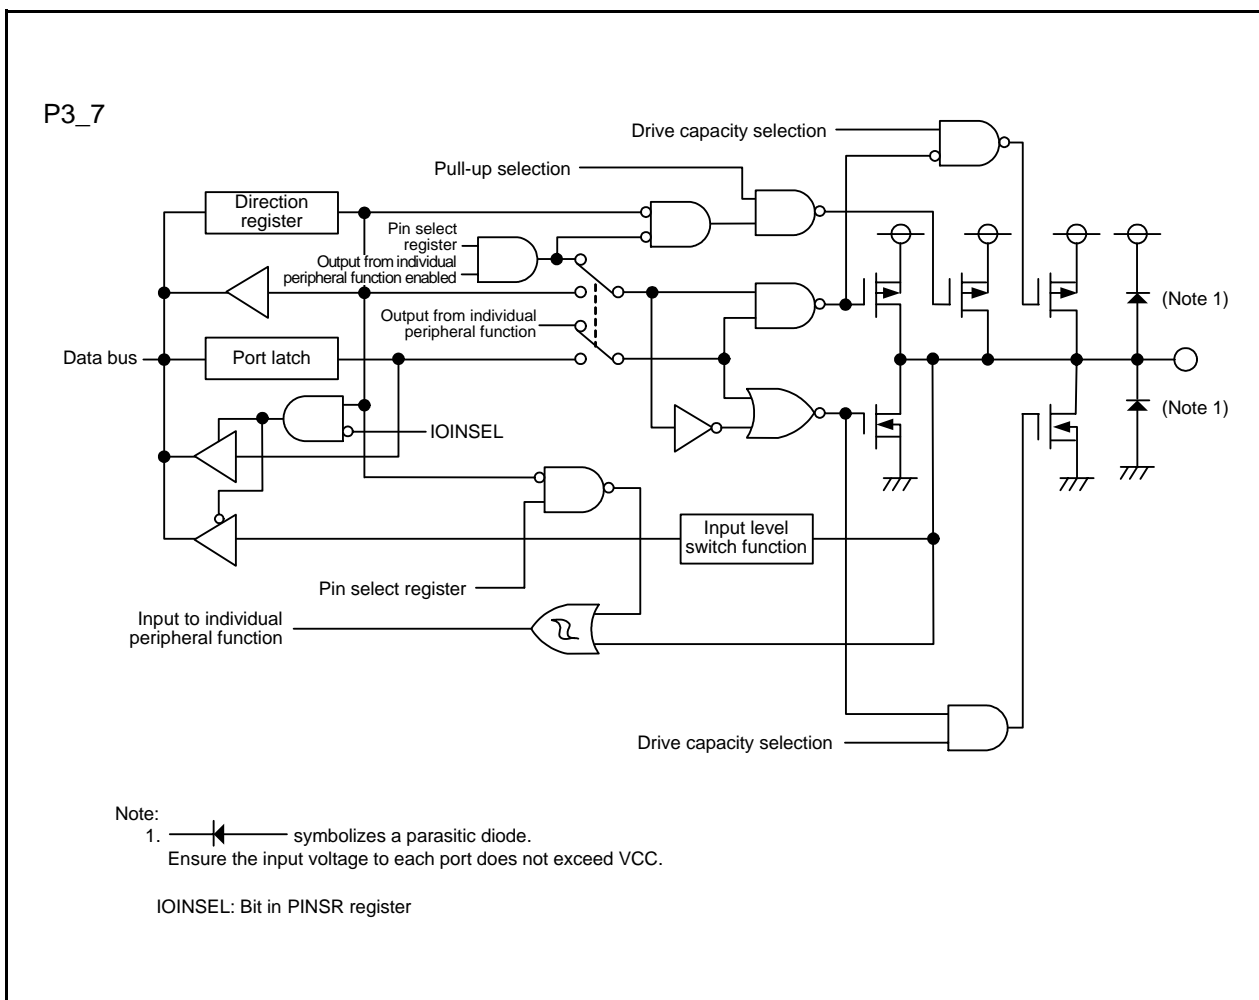 P3_7
Drive capacity selection
Pull-up selection
Direction
register
Pin select
register
Output from individual
peripheral function enabled
(Note 1)
Output from individual
peripheral function
Data bus
Port latch
(Note 1)
IOINSEL
Input level
switch function
Pin select register
Input to individual
peripheral function
Drive capacity selection
Note:
1. symbolizes a parasitic diode.
Ensure the input voltage to each port does not exceed VCC.
IOINSEL: Bit in PINSR register